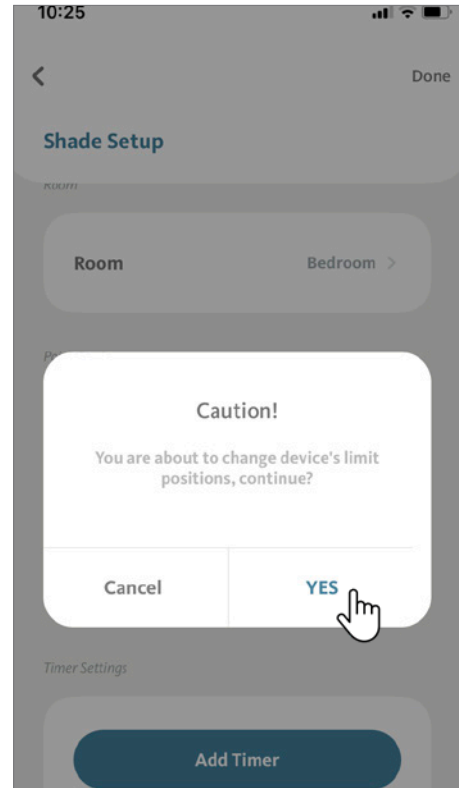 10:25
Done
Shade Setup
Room
Room
Bedroom >
Caution!
You are about to change device's limit
positions, continue?
Cancel
YES
Timer Settings
Add Timer